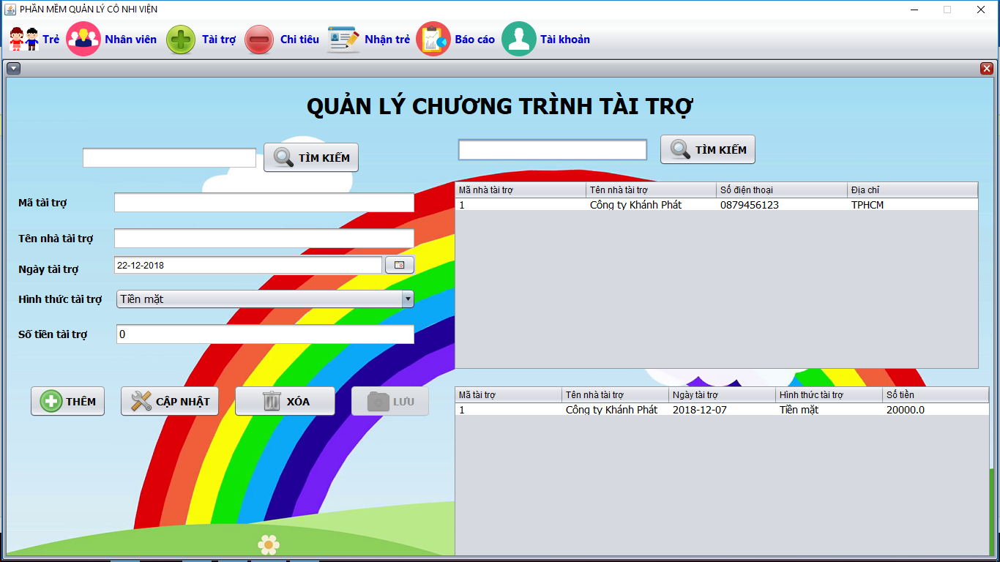 PHẦN MỀM QUẢN LÝ CÔ NHI VIỆN
Trẻ Nhân viên Tài trợ Chi tiêu Nhận trẻ Báo cáo Tài khoản
QUẢN LÝ CHƯƠNG TRÌNH TÀI TRỢ
TÌM KIẾM
TÌM KIẾM
Mã tài trợ
Tên nhà tài trợ
Ngày tài trợ 22-12-2018
Hình thức tài trợ Tiền mặt
Số tiền tài trợ 0
THÊM CẬP NHẬT XÓA LƯU
Mã nhà tài trợ Tên nhà tài trợ Số điện thoại Địa chỉ
1 Công ty Khánh Phát 0879456123 TPHCM
Mã tài trợ Tên nhà tài trợ Ngày tài trợ Hình thức tài trợ Số tiền
1 Công ty Khánh Phát 2018-12-07 Tiền mặt 20000.0